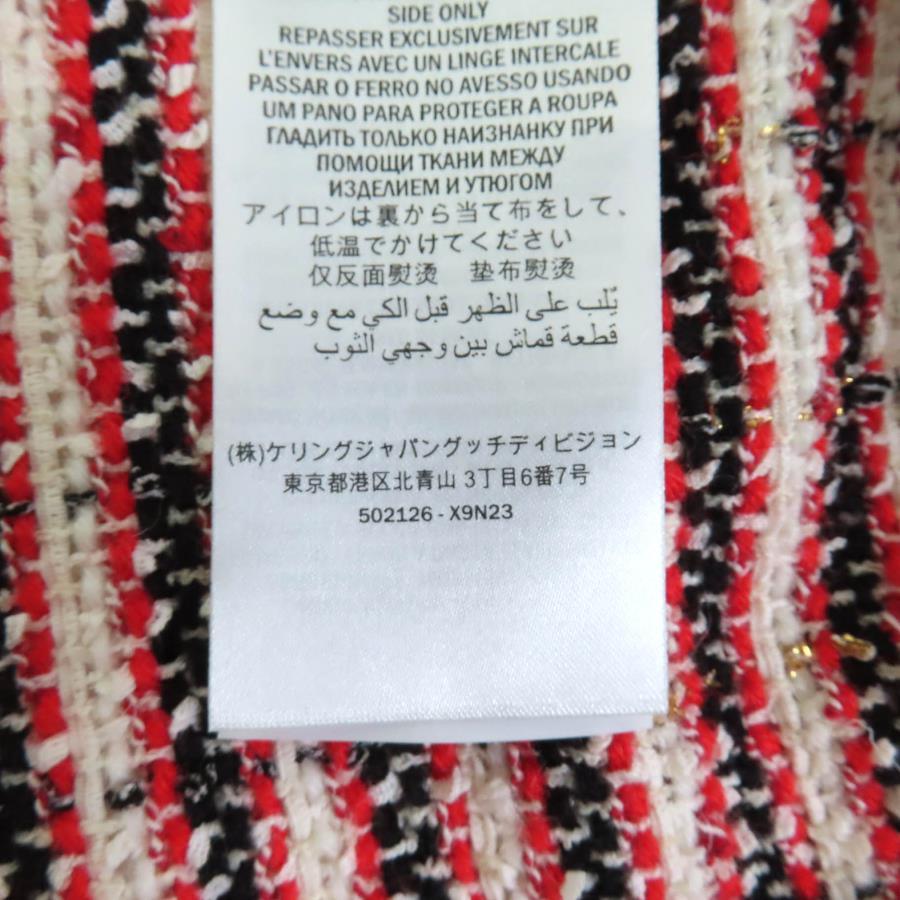 SIDE ONLY
REPASSER EXCLUSIVEMENT SUR
L'ENVERS AVEC UN LINGE INTERCALE
PASSAR O FERRO NO AVESSO USANDO
UM PANO PARA PROTEGER A ROUPA
ГЛАДИТЬ ТОЛЬКО НАИЗНАНКУ ПРИ
ПОМОЩИ ТКАНИ МЕЖДУ
ИЗДЕЛИЕМ И УТЮГОМ
アイロンは裏から当て布をして、
低温でかけてください
仅反面熨烫 垫布熨烫
يّلب على الظهر قبل الكي مع وضع
قطعة قماش بين وجهي الثوب
(株)ケリングジャパングッチディビジョン
東京都港区北青山 3丁目6番7号
502126 - X9N23